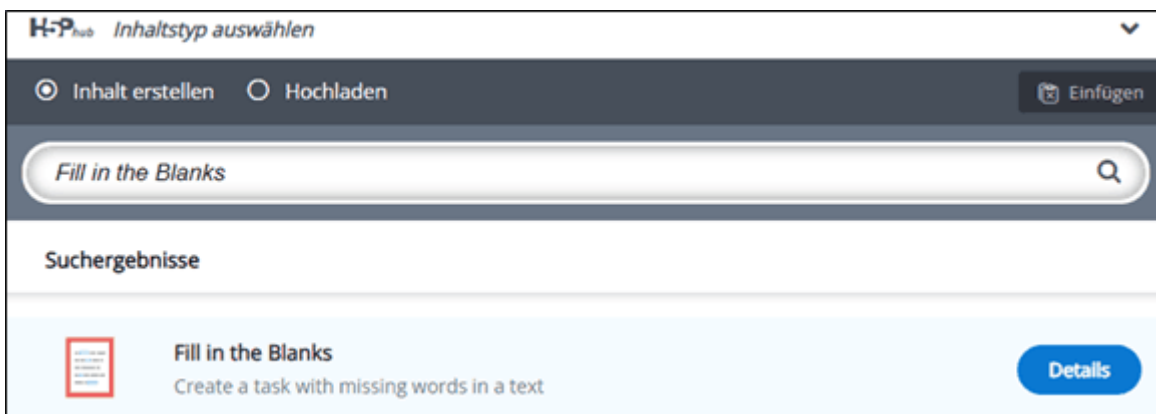 H5P hub Inhaltstyp auswählen
Inhalt erstellen Hochladen Einfügen
Fill in the Blanks
Suchergebnisse
Fill in the Blanks
Create a task with missing words in a text
Details